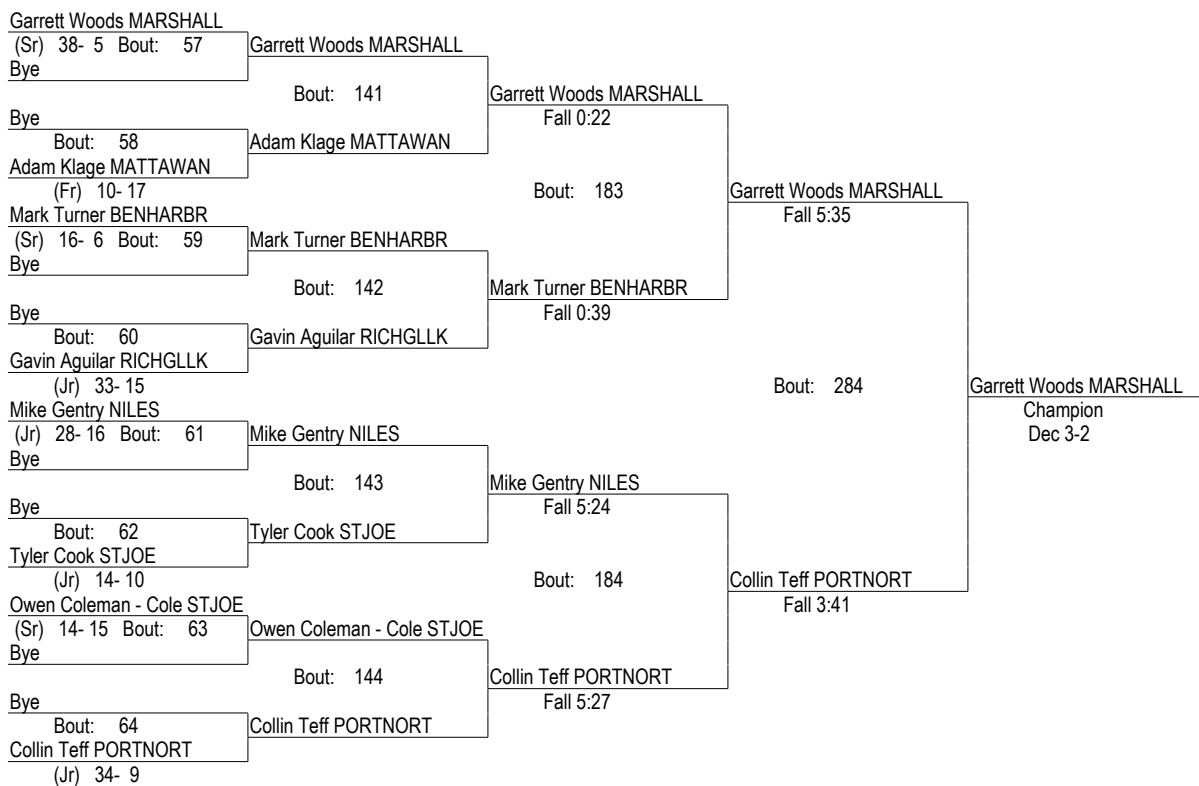 Garrett Woods MARSHALL
(Sr) 38- 5 Bout: 57
Bye
Bye
Bout: 58
Adam Klage MATTAWAN
(Fr) 10- 17
Mark Turner BENHARBR
(Sr) 16- 6 Bout: 59
Bye
Bye
Bout: 60
Gavin Aguilar RICHGLLK
(Jr) 33- 15
Mike Gentry NILES
(Jr) 28- 16 Bout: 61
Bye
Bye
Bout: 62
Tyler Cook STJOE
(Jr) 14- 10
Owen Coleman - Cole STJOE
(Sr) 14- 15 Bout: 63
Bye
Bye
Bout: 64
Collin Teff PORTNORT
(Jr) 34- 9
Garrett Woods MARSHALL
Bout: 141
Adam Klage MATTAWAN
Mark Turner BENHARBR
Bout: 142
Gavin Aguilar RICHGLLK
Mike Gentry NILES
Bout: 143
Tyler Cook STJOE
Owen Coleman - Cole STJOE
Bout: 144
Collin Teff PORTNORT
Garrett Woods MARSHALL
Fall 0:22
Bout: 183
Mark Turner BENHARBR
Fall 0:39
Mike Gentry NILES
Fall 5:24
Bout: 184
Collin Teff PORTNORT
Fall 5:27
Garrett Woods MARSHALL
Fall 5:35
Bout: 284
Collin Teff PORTNORT
Fall 3:41
Garrett Woods MARSHALL
Champion
Dec 3-2